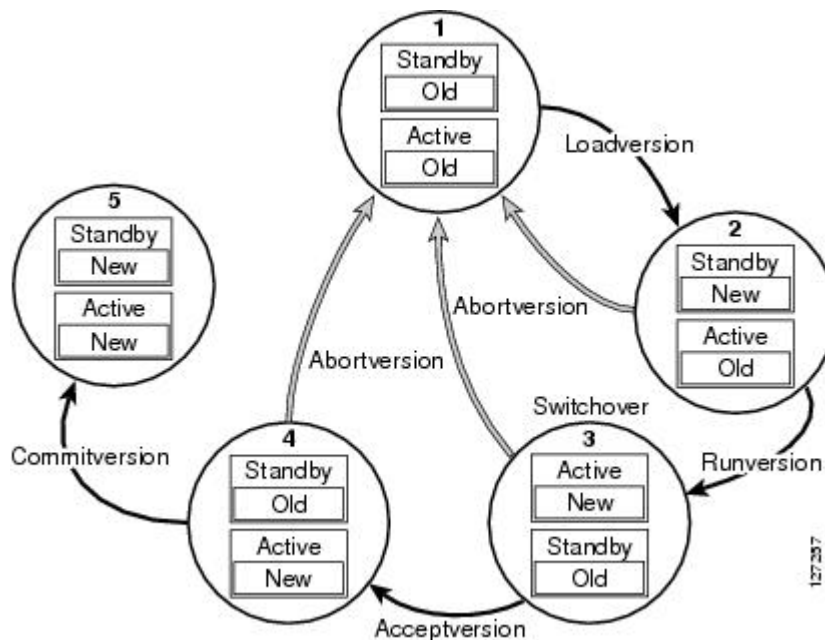 1
Standby
Old
Active
Old
Loadversion
5
Standby
New
Active
New
2
Standby
New
Active
Old
Abortversion
Abortversion
Switchover
4
Standby
Old
Active
New
3
Active
New
Standby
Old
Commitversion
Runversion
Acceptversion
127257